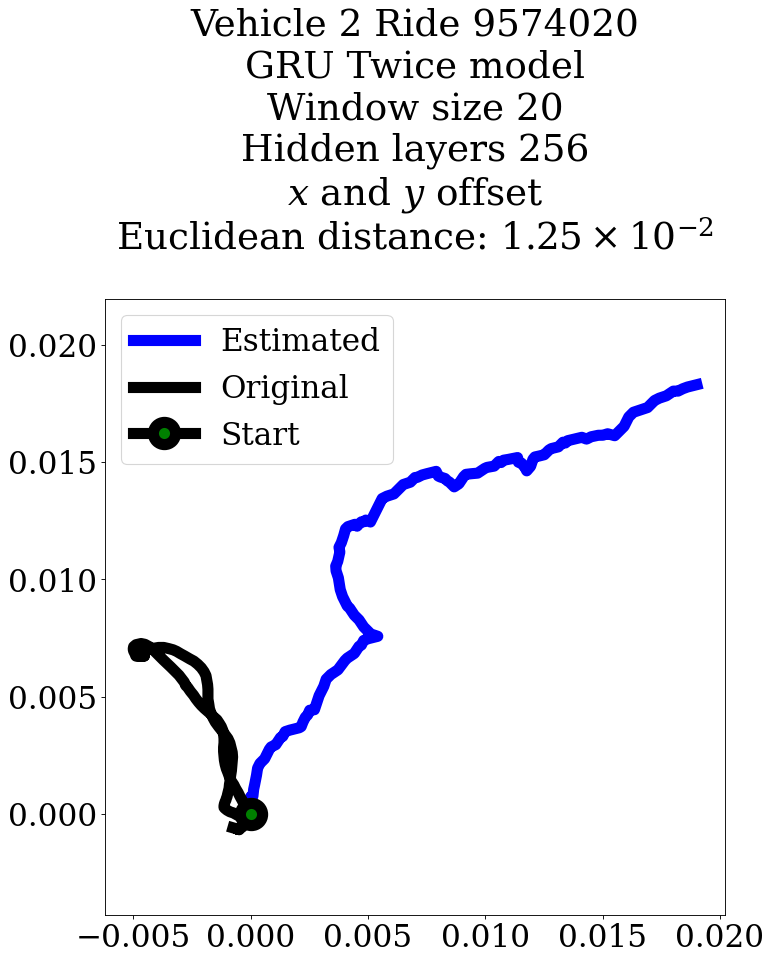 Vehicle 2 Ride 9574020
GRU Twice model
Window size 20
Hidden layers 256
x and y offset
Euclidean distance: 1.25 × 10⁻²
Estimated
Original
Start
0.020
0.015
0.010
0.005
0.000
−0.005 0.000 0.005 0.010 0.015 0.020